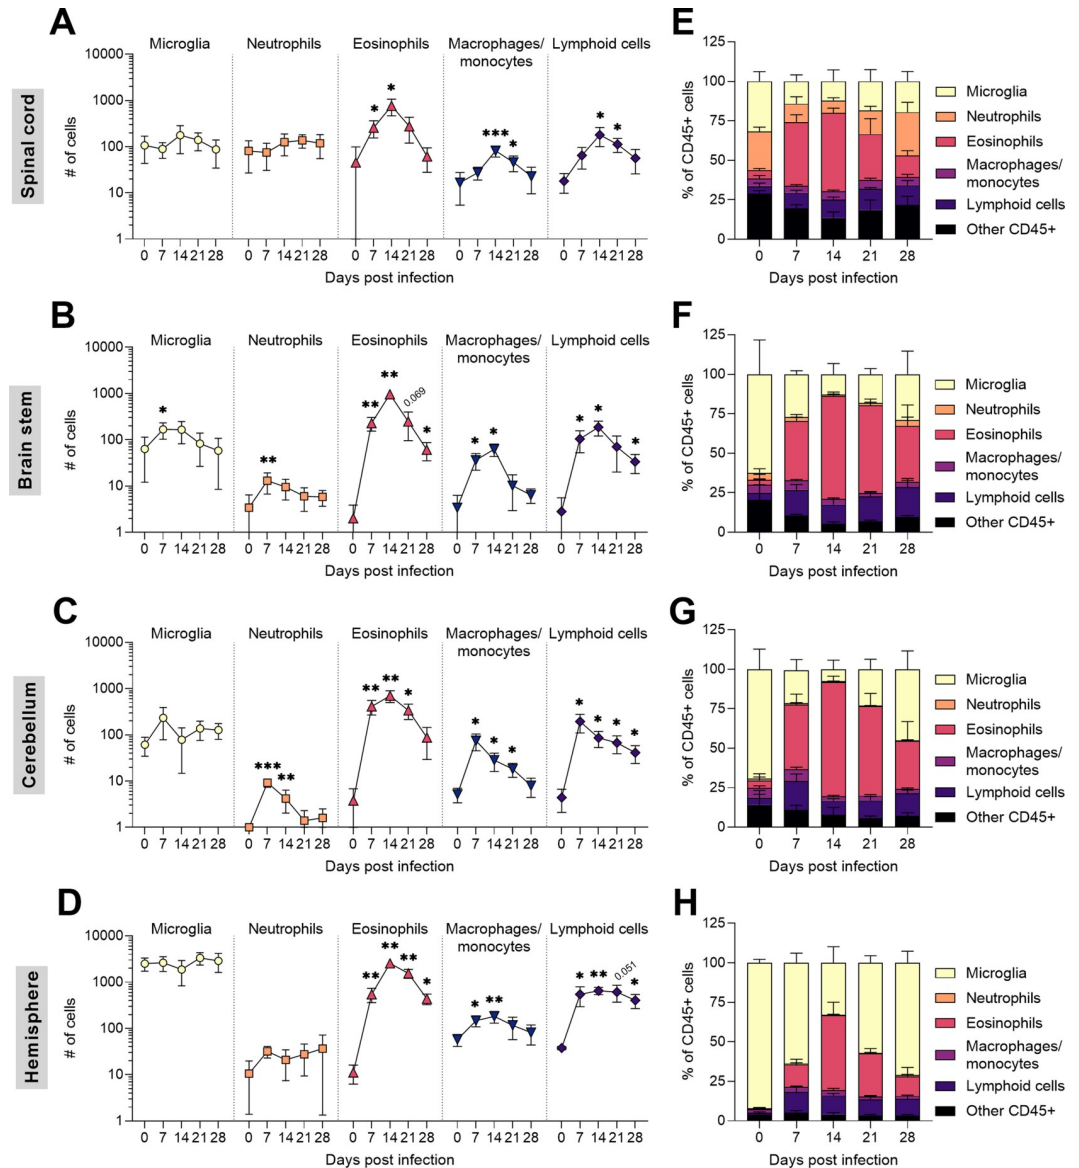 A
Spinal cord
Microglia
Neutrophils
Eosinophils
Macrophages/
monocytes
Lymphoid cells
# of cells
10000
1000
100
10
1
* * *** * * *
0 7 14 21 28 0 7 14 21 28 0 7 14 21 28 0 7 14 21 28 0 7 14 21 28
Days post infection
E
% of CD45+ cells
125
100
75
50
25
0
0 7 14 21 28
Days post infection
Microglia
Neutrophils
Eosinophils
Macrophages/
monocytes
Lymphoid cells
Other CD45+
B
Brain stem
Microglia
Neutrophils
Eosinophils
Macrophages/
monocytes
Lymphoid cells
# of cells
10000
1000
100
10
1
* ** ** ** 0.069 * * * * * *
0 7 14 21 28 0 7 14 21 28 0 7 14 21 28 0 7 14 21 28 0 7 14 21 28
Days post infection
F
% of CD45+ cells
125
100
75
50
25
0
0 7 14 21 28
Days post infection
Microglia
Neutrophils
Eosinophils
Macrophages/
monocytes
Lymphoid cells
Other CD45+
C
Cerebellum
Microglia
Neutrophils
Eosinophils
Macrophages/
monocytes
Lymphoid cells
# of cells
10000
1000
100
10
1
*** ** ** ** * * * * * * * *
0 7 14 21 28 0 7 14 21 28 0 7 14 21 28 0 7 14 21 28 0 7 14 21 28
Days post infection
G
% of CD45+ cells
125
100
75
50
25
0
0 7 14 21 28
Days post infection
Microglia
Neutrophils
Eosinophils
Macrophages/
monocytes
Lymphoid cells
Other CD45+
D
Hemisphere
Microglia
Neutrophils
Eosinophils
Macrophages/
monocytes
Lymphoid cells
# of cells
10000
1000
100
10
1
** ** ** * * ** * ** 0.051 *
0 7 14 21 28 0 7 14 21 28 0 7 14 21 28 0 7 14 21 28 0 7 14 21 28
Days post infection
H
% of CD45+ cells
125
100
75
50
25
0
0 7 14 21 28
Days post infection
Microglia
Neutrophils
Eosinophils
Macrophages/
monocytes
Lymphoid cells
Other CD45+